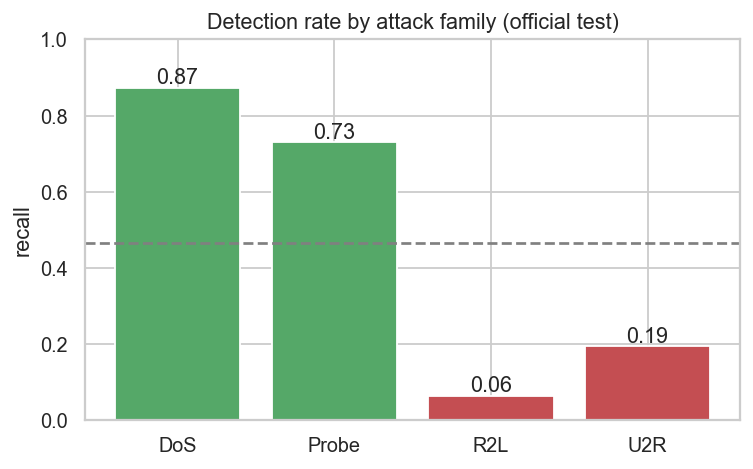 Detection rate by attack family (official test)
1.0
0.8
0.6
0.4
0.2
0.0
recall
0.87
0.73
0.06
0.19
DoS
Probe
R2L
U2R